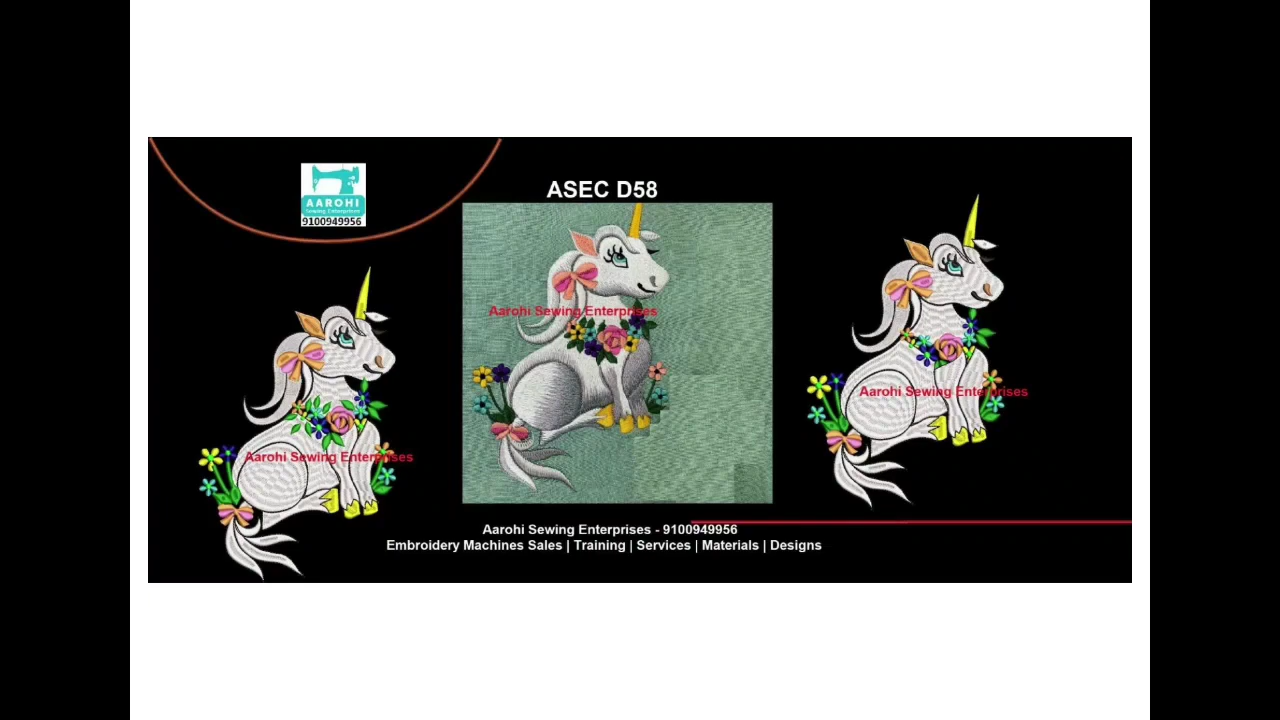 AAROHI
Sewing Enterprises
9100949956
ASEC D58
Aarohi Sewing Enterprises
Aarohi Sewing Enterprises
Aarohi Sewing Enterprises
Aarohi Sewing Enterprises - 9100949956
Embroidery Machines Sales | Training | Services | Materials | Designs